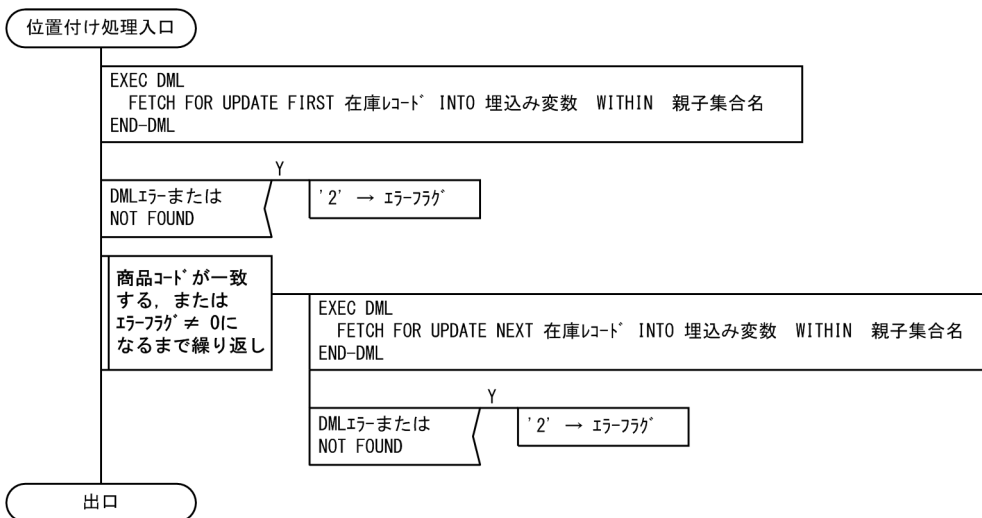 位置付け処理入口
EXEC DML
FETCH FOR UPDATE FIRST 在庫ﾚｺｰﾄﾞ INTO 埋込み変数 WITHIN 親子集合名
END-DML
Y
DMLｴﾗｰまたは
NOT FOUND
'2' → ｴﾗｰﾌﾗｸﾞ
商品ｺｰﾄﾞが一致
する，または
ｴﾗｰﾌﾗｸﾞ≠ 0に
なるまで繰り返し
EXEC DML
FETCH FOR UPDATE NEXT 在庫ﾚｺｰﾄﾞ INTO 埋込み変数 WITHIN 親子集合名
END-DML
Y
DMLｴﾗｰまたは
NOT FOUND
'2' → ｴﾗｰﾌﾗｸﾞ
出口